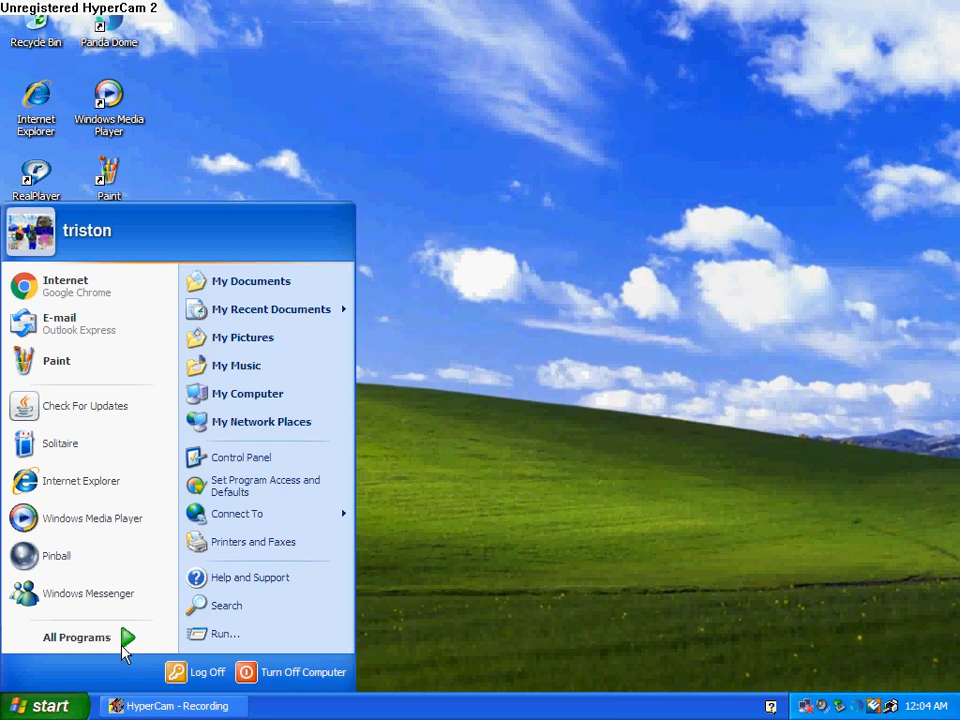 Unregistered HyperCam 2
Recycle Bin
Panda Dome
Internet
Explorer
Windows Media
Player
RealPlayer
Paint
triston
Internet
Google Chrome
E-mail
Outlook Express
Paint
Check For Updates
Solitaire
Internet Explorer
Windows Media Player
Pinball
Windows Messenger
All Programs
My Documents
My Recent Documents
My Pictures
My Music
My Computer
My Network Places
Control Panel
Set Program Access and
Defaults
Connect To
Printers and Faxes
Help and Support
Search
Run...
Log Off
Turn Off Computer
start
HyperCam - Recording
12:04 AM